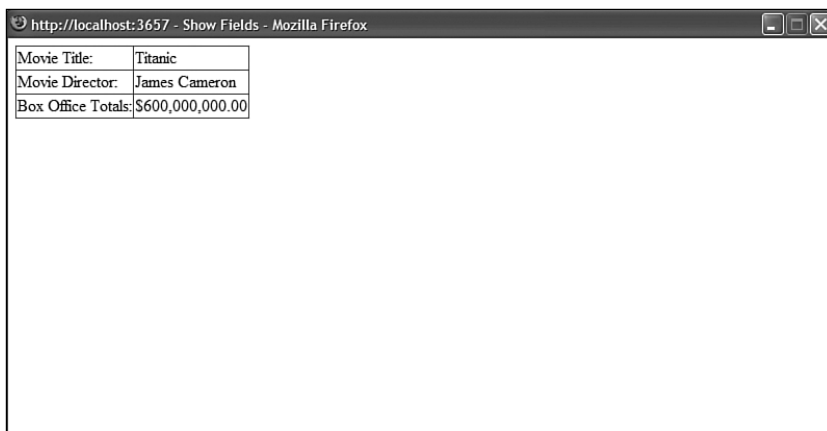 http://localhost:3657 - Show Fields - Mozilla Firefox
Movie Title: Titanic
Movie Director: James Cameron
Box Office Totals: $600,000,000.00